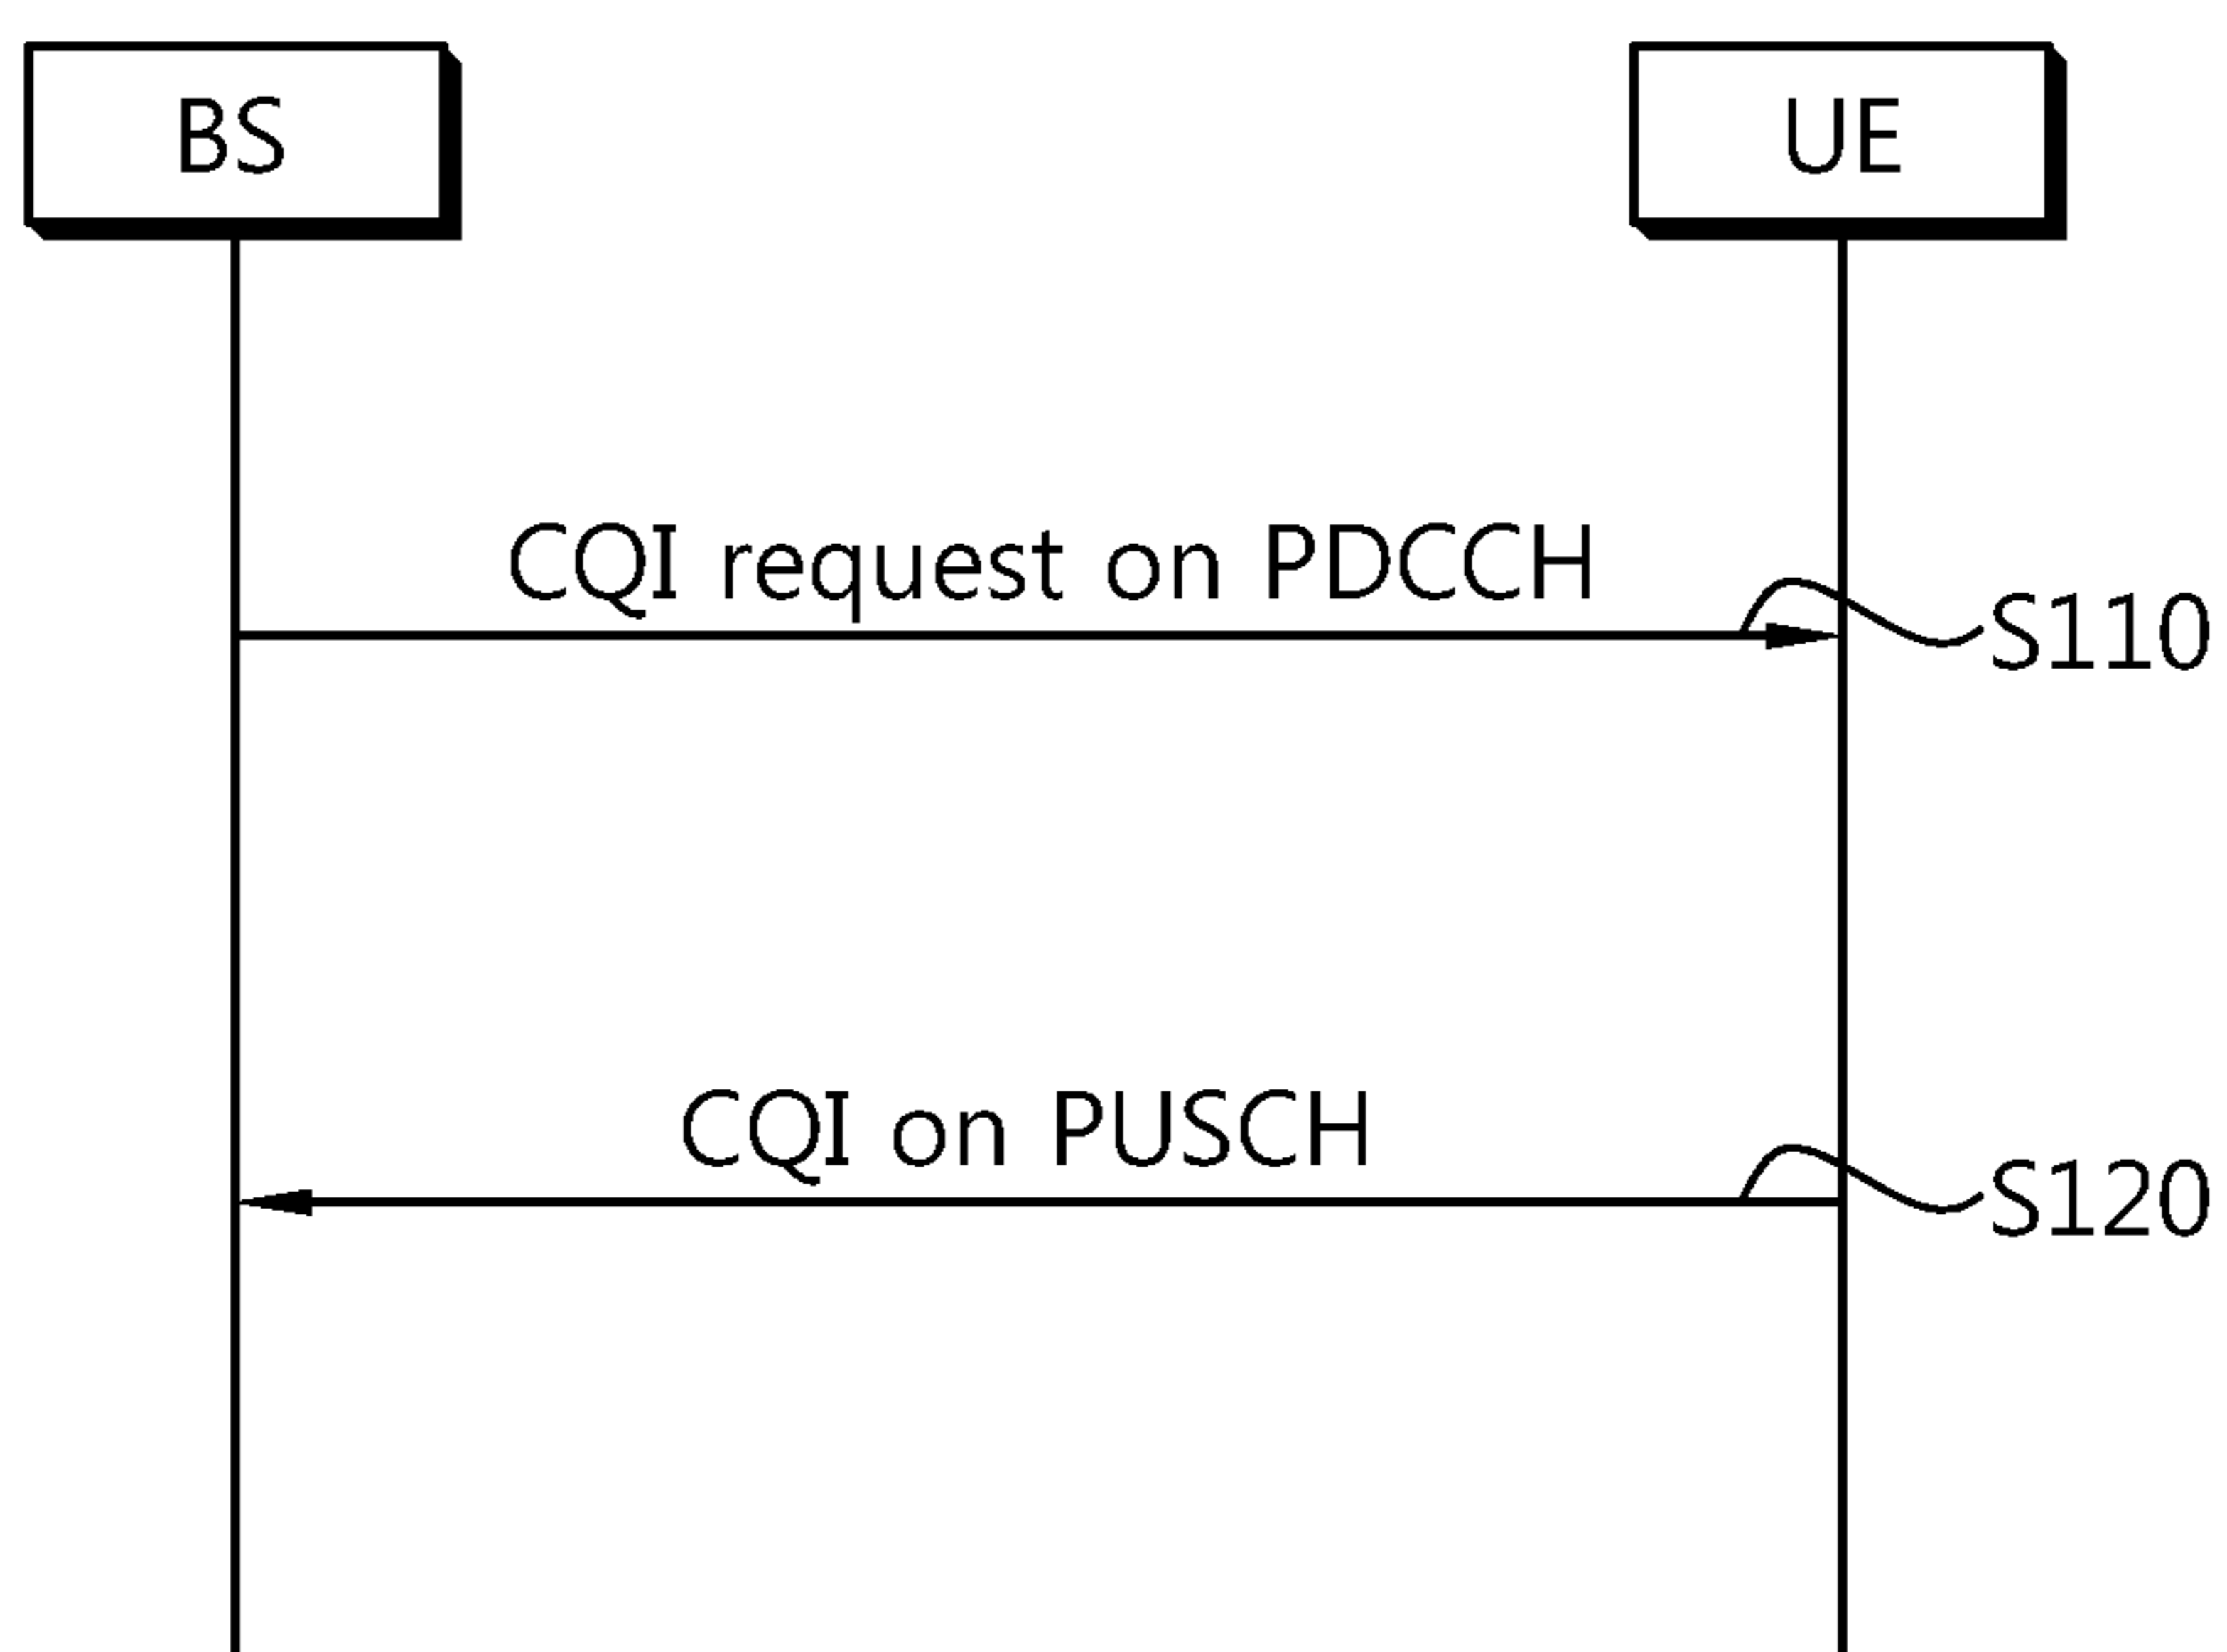 BS
UE
CQI request on PDCCH
S110
CQI on PUSCH
S120